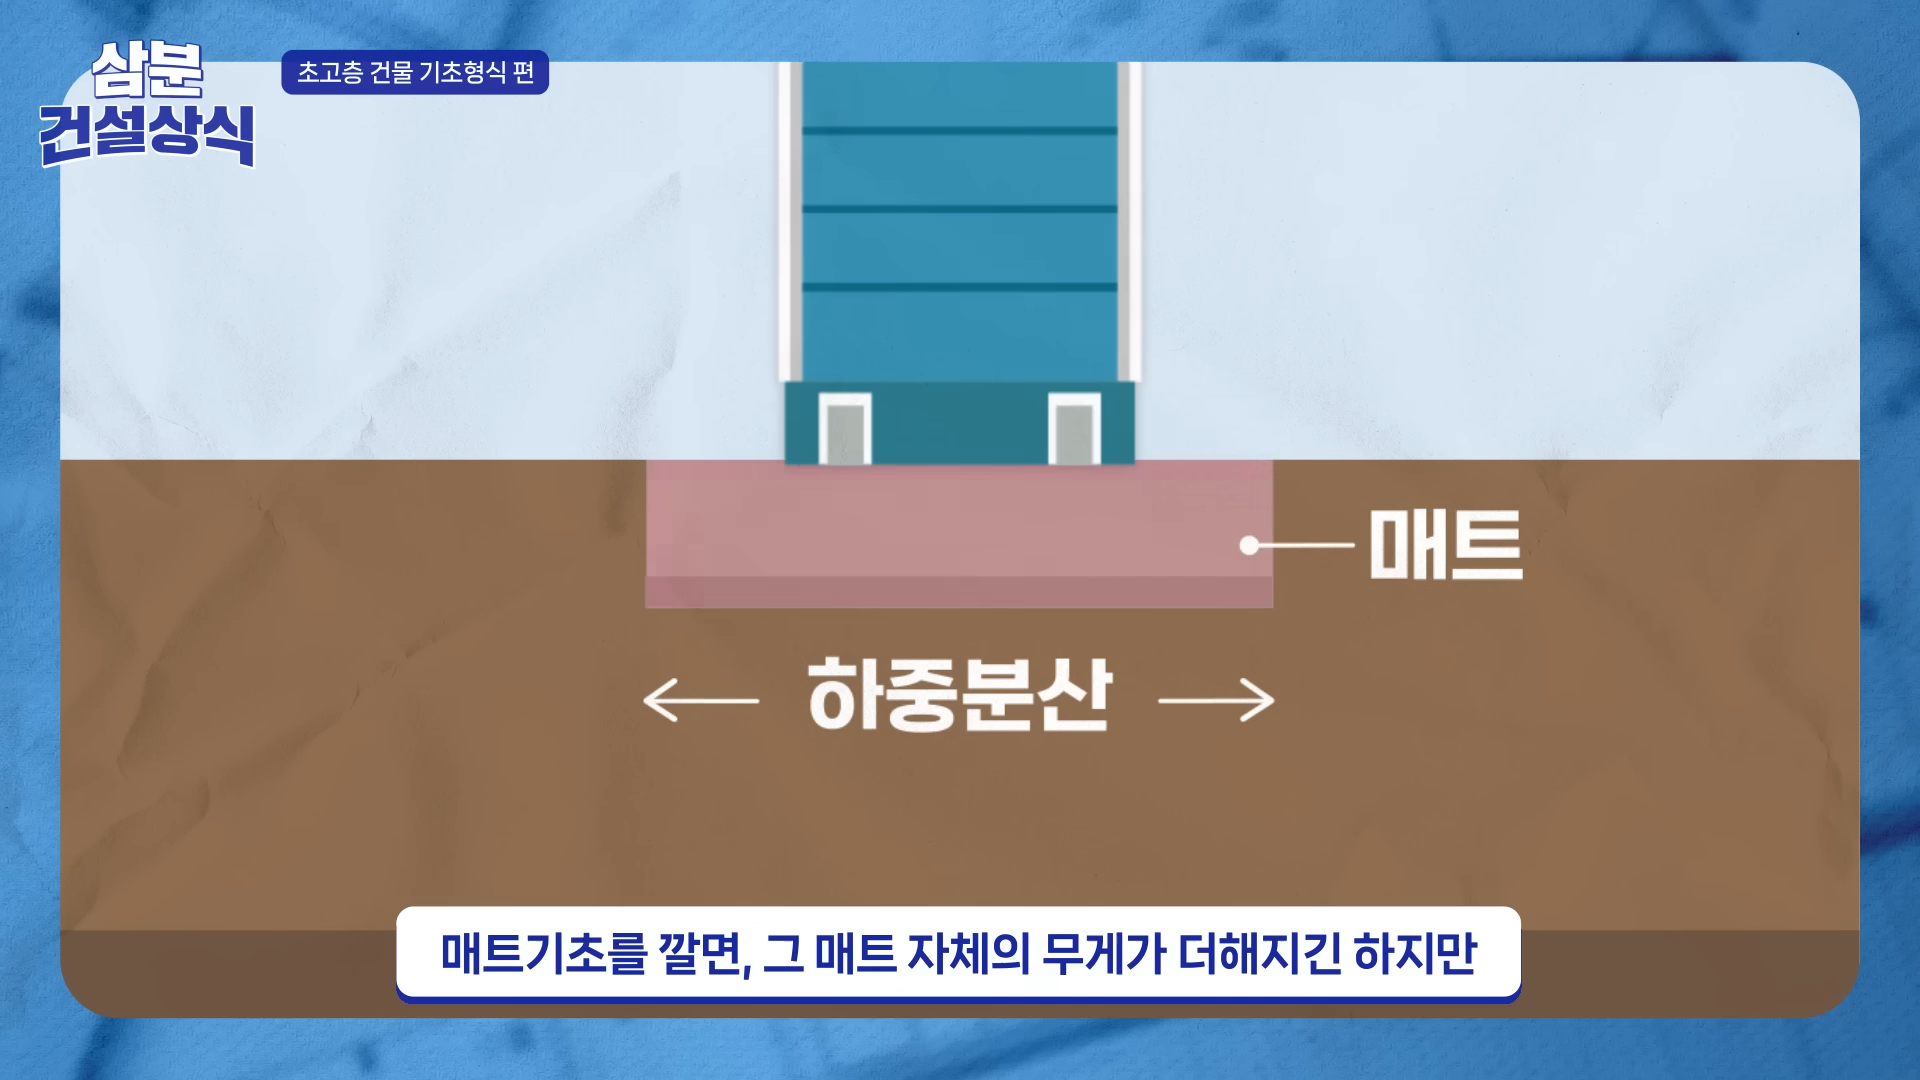 삼분
건설상식
초고층 건물 기초형식 편
매트
하중분산
매트기초를 깔면, 그 매트 자체의 무게가 더해지긴 하지만